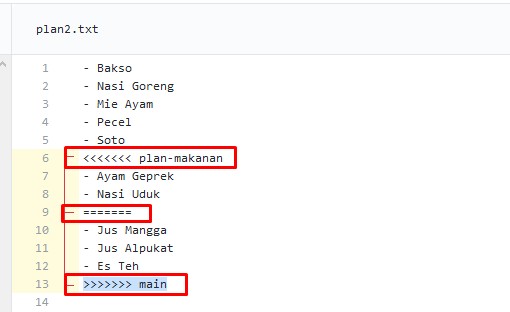 plan2.txt
1 - Bakso
2 - Nasi Goreng
3 - Mie Ayam
4 - Pecel
5 - Soto
6 <<<<<<< plan-makanan
7 - Ayam Geprek
8 - Nasi Uduk
9 =======
10 - Jus Mangga
11 - Jus Alpukat
12 - Es Teh
13 >>>>>>> main
14